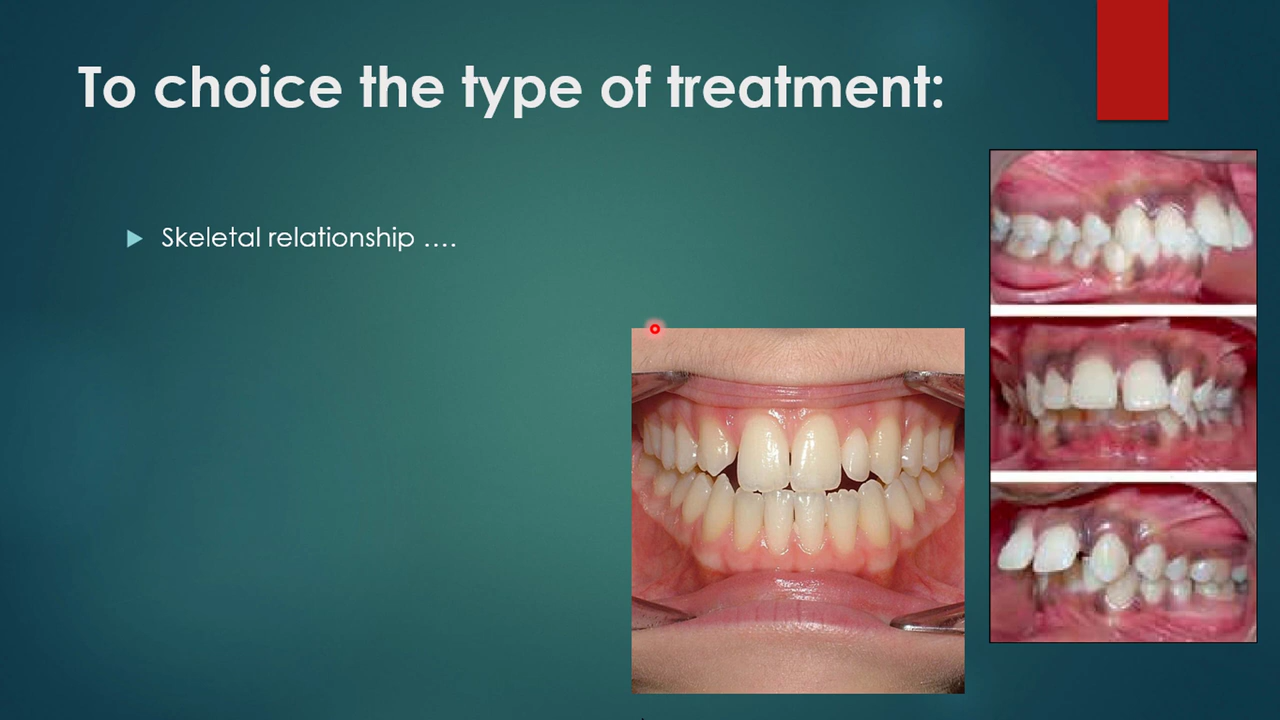 To choice the type of treatment:
Skeletal relationship ....